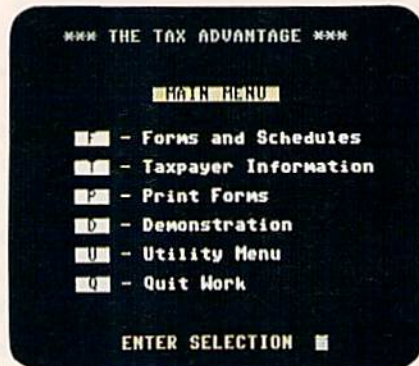 *** THE TAX ADVANTAGE ***
MAIN MENU
F - Forms and Schedules
T - Taxpayer Information
P - Print Forms
D - Demonstration
U - Utility Menu
Q - Quit Work
ENTER SELECTION